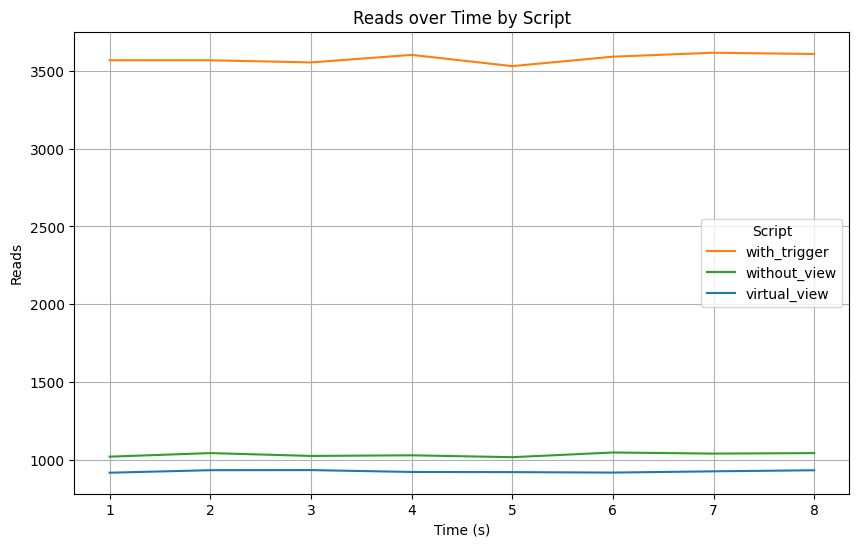 Reads over Time by Script
Reads
3500
3000
2500
2000
1500
1000
Script
with_trigger
without_view
virtual_view
1 2 3 4 5 6 7 8
Time (s)